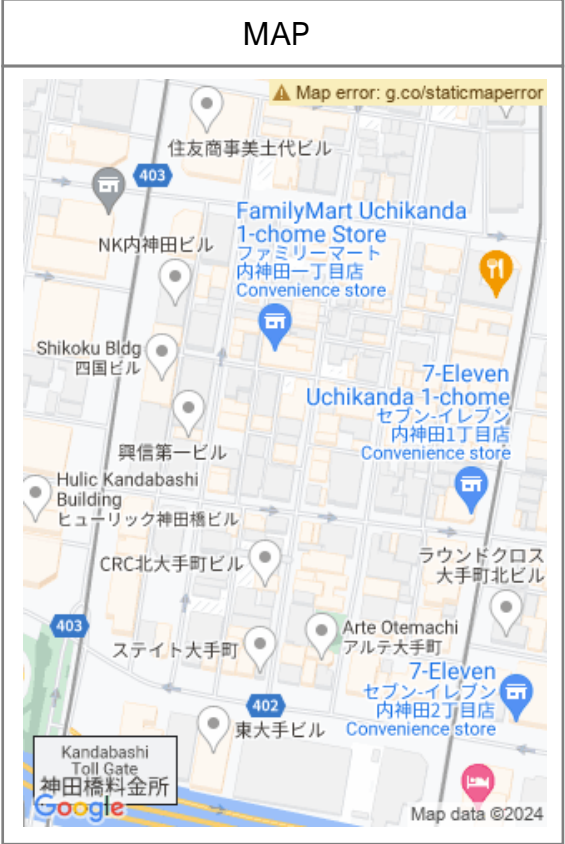 MAP
Map error: g.co/staticmaperror
住友商事美土代ビル
403
FamilyMart Uchikanda
1-chome Store
ファミリーマート
内神田一丁目店
Convenience store
NK内神田ビル
Shikoku Bldg
四国ビル
7-Eleven
Uchikanda 1-chome
セブン-イレブン
内神田1丁目店
Convenience store
興信第一ビル
Hulic Kandabashi
Building
ヒューリック神田橋ビル
CRC北大手町ビル
ラウンドクロス
大手町北ビル
403
Arte Otemachi
アルテ大手町
ステイト大手町
7-Eleven
セブン-イレブン
内神田2丁目店
Convenience store
402
東大手ビル
Kandabashi
Toll Gate
神田橋料金所
Google
Map data ©2024